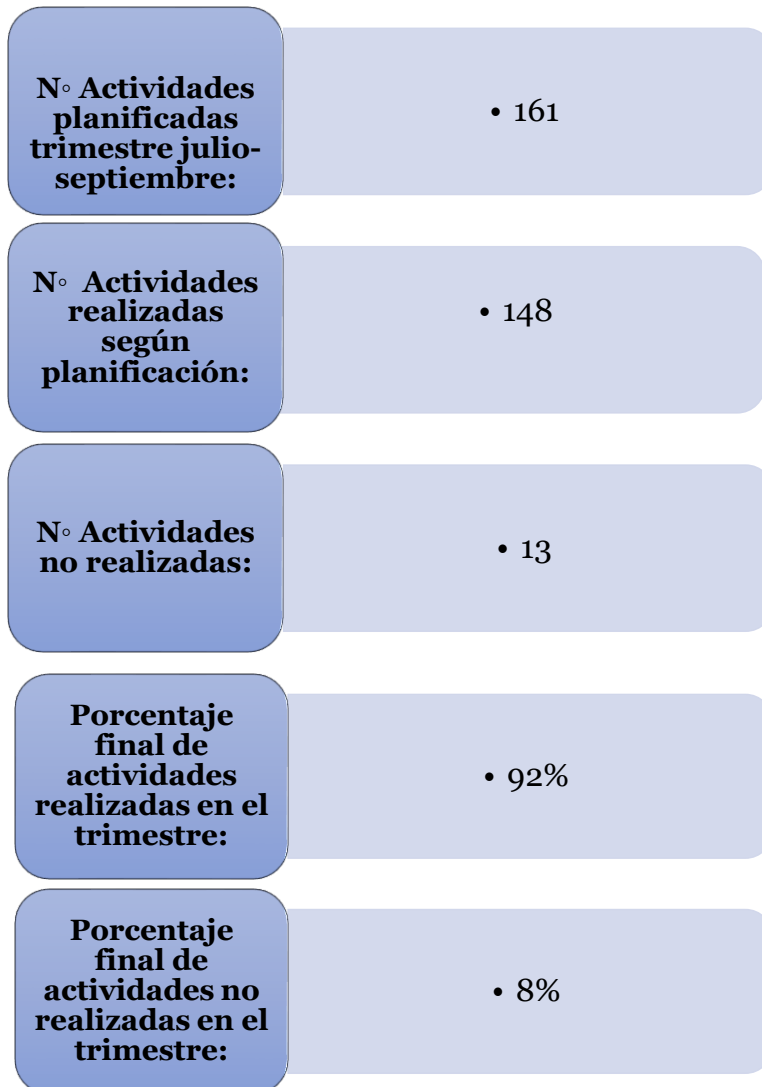 N◦ Actividades
planificadas
trimestre julio-
septiembre:
• 161
N◦ Actividades
realizadas
según
planificación:
• 148
N◦ Actividades
no realizadas:
• 13
Porcentaje
final de
actividades
realizadas en el
trimestre:
• 92%
Porcentaje
final de
actividades no
realizadas en el
trimestre:
• 8%